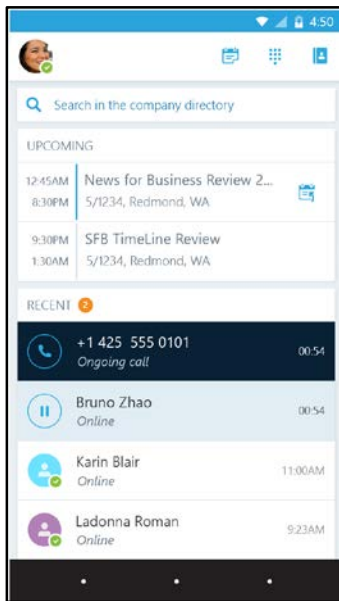 4:50
Search in the company directory
UPCOMING
12:45AM News for Business Review 2...
8:30PM 5/1234, Redmond, WA
9:30PM SFB TimeLine Review
1:30AM 5/1234, Redmond, WA
RECENT 2
+1 425 555 0101
Ongoing call 00:54
Bruno Zhao
Online 00:54
Karin Blair
Online 11:00AM
Ladonna Roman
Online 9:23AM